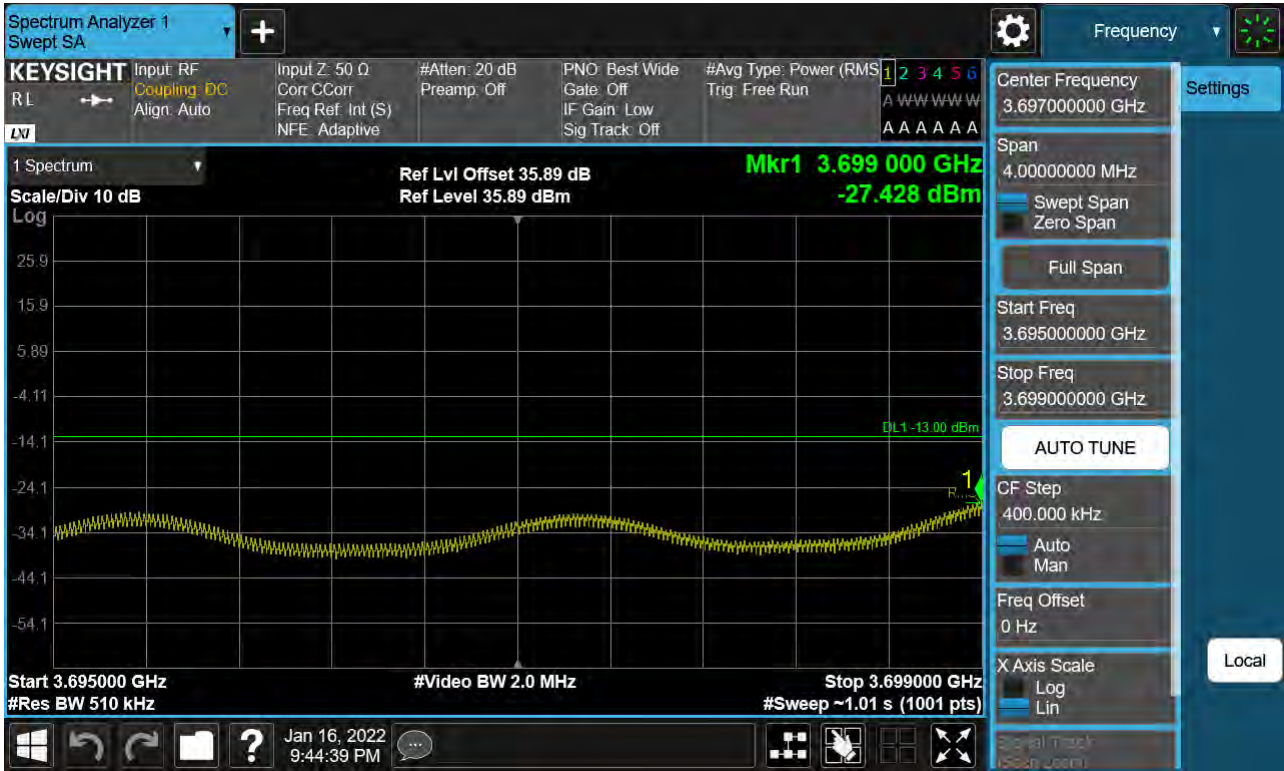 Spectrum Analyzer 1
Swept SA
Frequency
KEYSIGHT
RL
LXI
Input: RF
Coupling: DC
Align: Auto
Input Z: 50 Ω
Corr CCorr
Freq Ref: Int (S)
NFE: Adaptive
#Atten: 20 dB
Preamp: Off
PNO: Best Wide
Gate: Off
IF Gain: Low
Sig Track: Off
#Avg Type: Power (RMS
Trig: Free Run
1 2 3 4 5 6
A W W W W W
A A A A A A
1 Spectrum
Scale/Div 10 dB
Log
Ref Lvl Offset 35.89 dB
Ref Level 35.89 dBm
Mkr1 3.699 000 GHz
-27.428 dBm
25.9
15.9
5.89
-4.11
DL1 -13.00 dBm
-14.1
1
-24.1
-34.1
-44.1
-54.1
Start 3.695000 GHz
#Video BW 2.0 MHz
Stop 3.699000 GHz
#Res BW 510 kHz
#Sweep ~1.01 s (1001 pts)
Jan 16, 2022
9:44:39 PM
Center Frequency
3.697000000 GHz
Settings
Span
4.00000000 MHz
Swept Span
Zero Span
Full Span
Start Freq
3.695000000 GHz
Stop Freq
3.699000000 GHz
AUTO TUNE
CF Step
400.000 kHz
Auto
Man
Freq Offset
0 Hz
X Axis Scale
Log
Lin
Local
Signal Track
(Span Zoom)